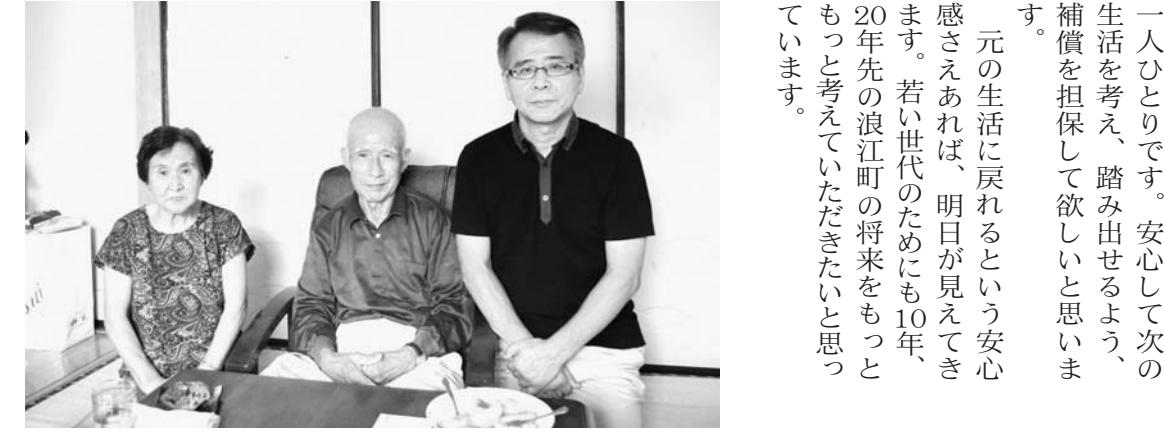 一人ひとりです。安心して次の
生活を考え、踏み出せるよう、
補償を担保して欲しいと思いま
す。
元の生活に戻れるという安心
感さえあれば、明日が見えてき
ます。若い世代のためにも10年、
20年先の浪江町の将来をもっと
もっと考えていただきたいと思っ
ています。